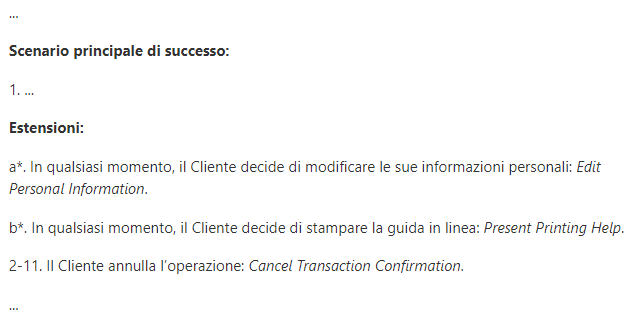 ...
Scenario principale di successo:
1. ...
Estensioni:
a*. In qualsiasi momento, il Cliente decide di modificare le sue informazioni personali: Edit
Personal Information.
b*. In qualsiasi momento, il Cliente decide di stampare la guida in linea: Present Printing Help.
2-11. Il Cliente annulla l’operazione: Cancel Transaction Confirmation.
...